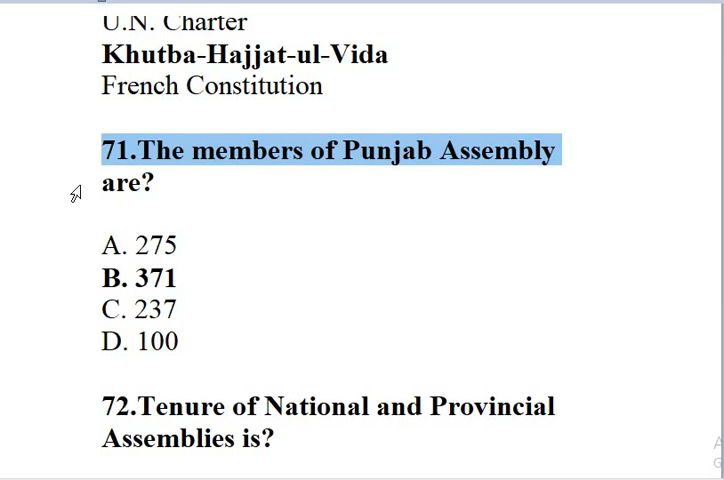 U.N. Charter
Khutba-Hajjat-ul-Vida
French Constitution
71.The members of Punjab Assembly
are?
A. 275
B. 371
C. 237
D. 100
72.Tenure of National and Provincial
Assemblies is?